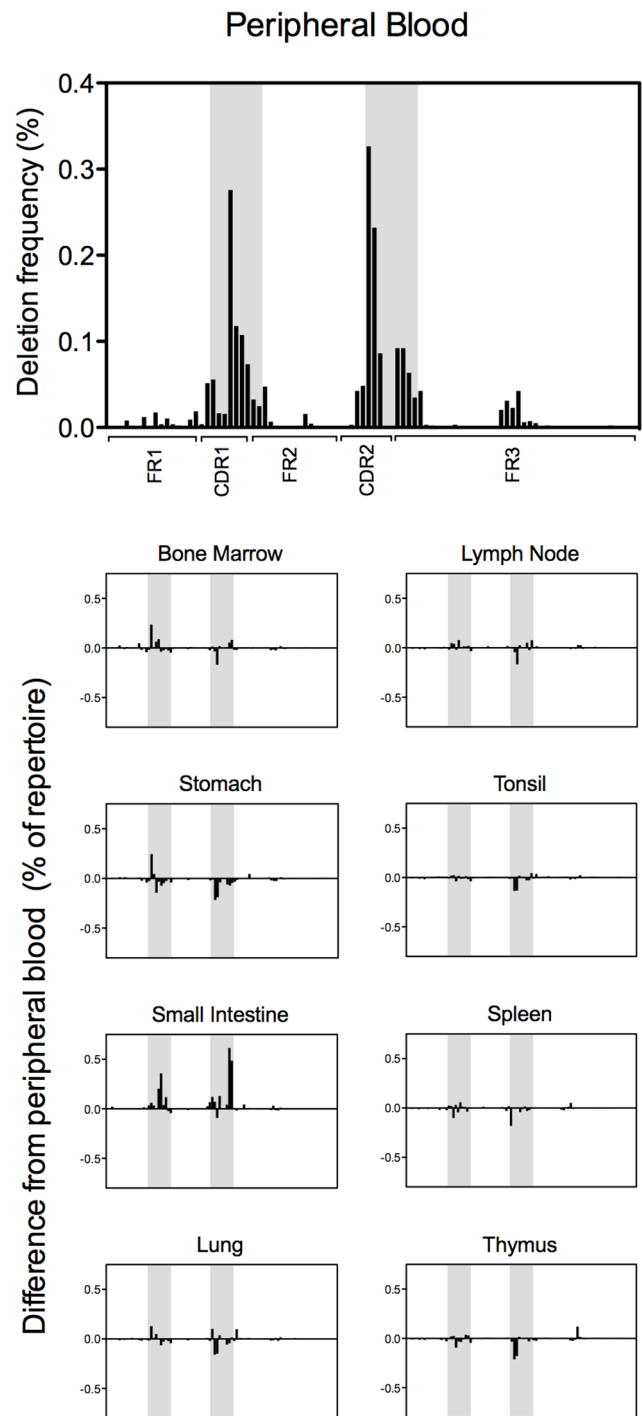 Peripheral Blood
Deletion frequency (%)
0.4
0.3
0.2
0.1
0.0
FR1
CDR1
FR2
CDR2
FR3
Difference from peripheral blood (% of repertoire)
Bone Marrow
0.5
0.0
-0.5
Lymph Node
0.5
0.0
-0.5
Stomach
0.5
0.0
-0.5
Tonsil
0.5
0.0
-0.5
Small Intestine
0.5
0.0
-0.5
Spleen
0.5
0.0
-0.5
Lung
0.5
0.0
-0.5
Thymus
0.5
0.0
-0.5